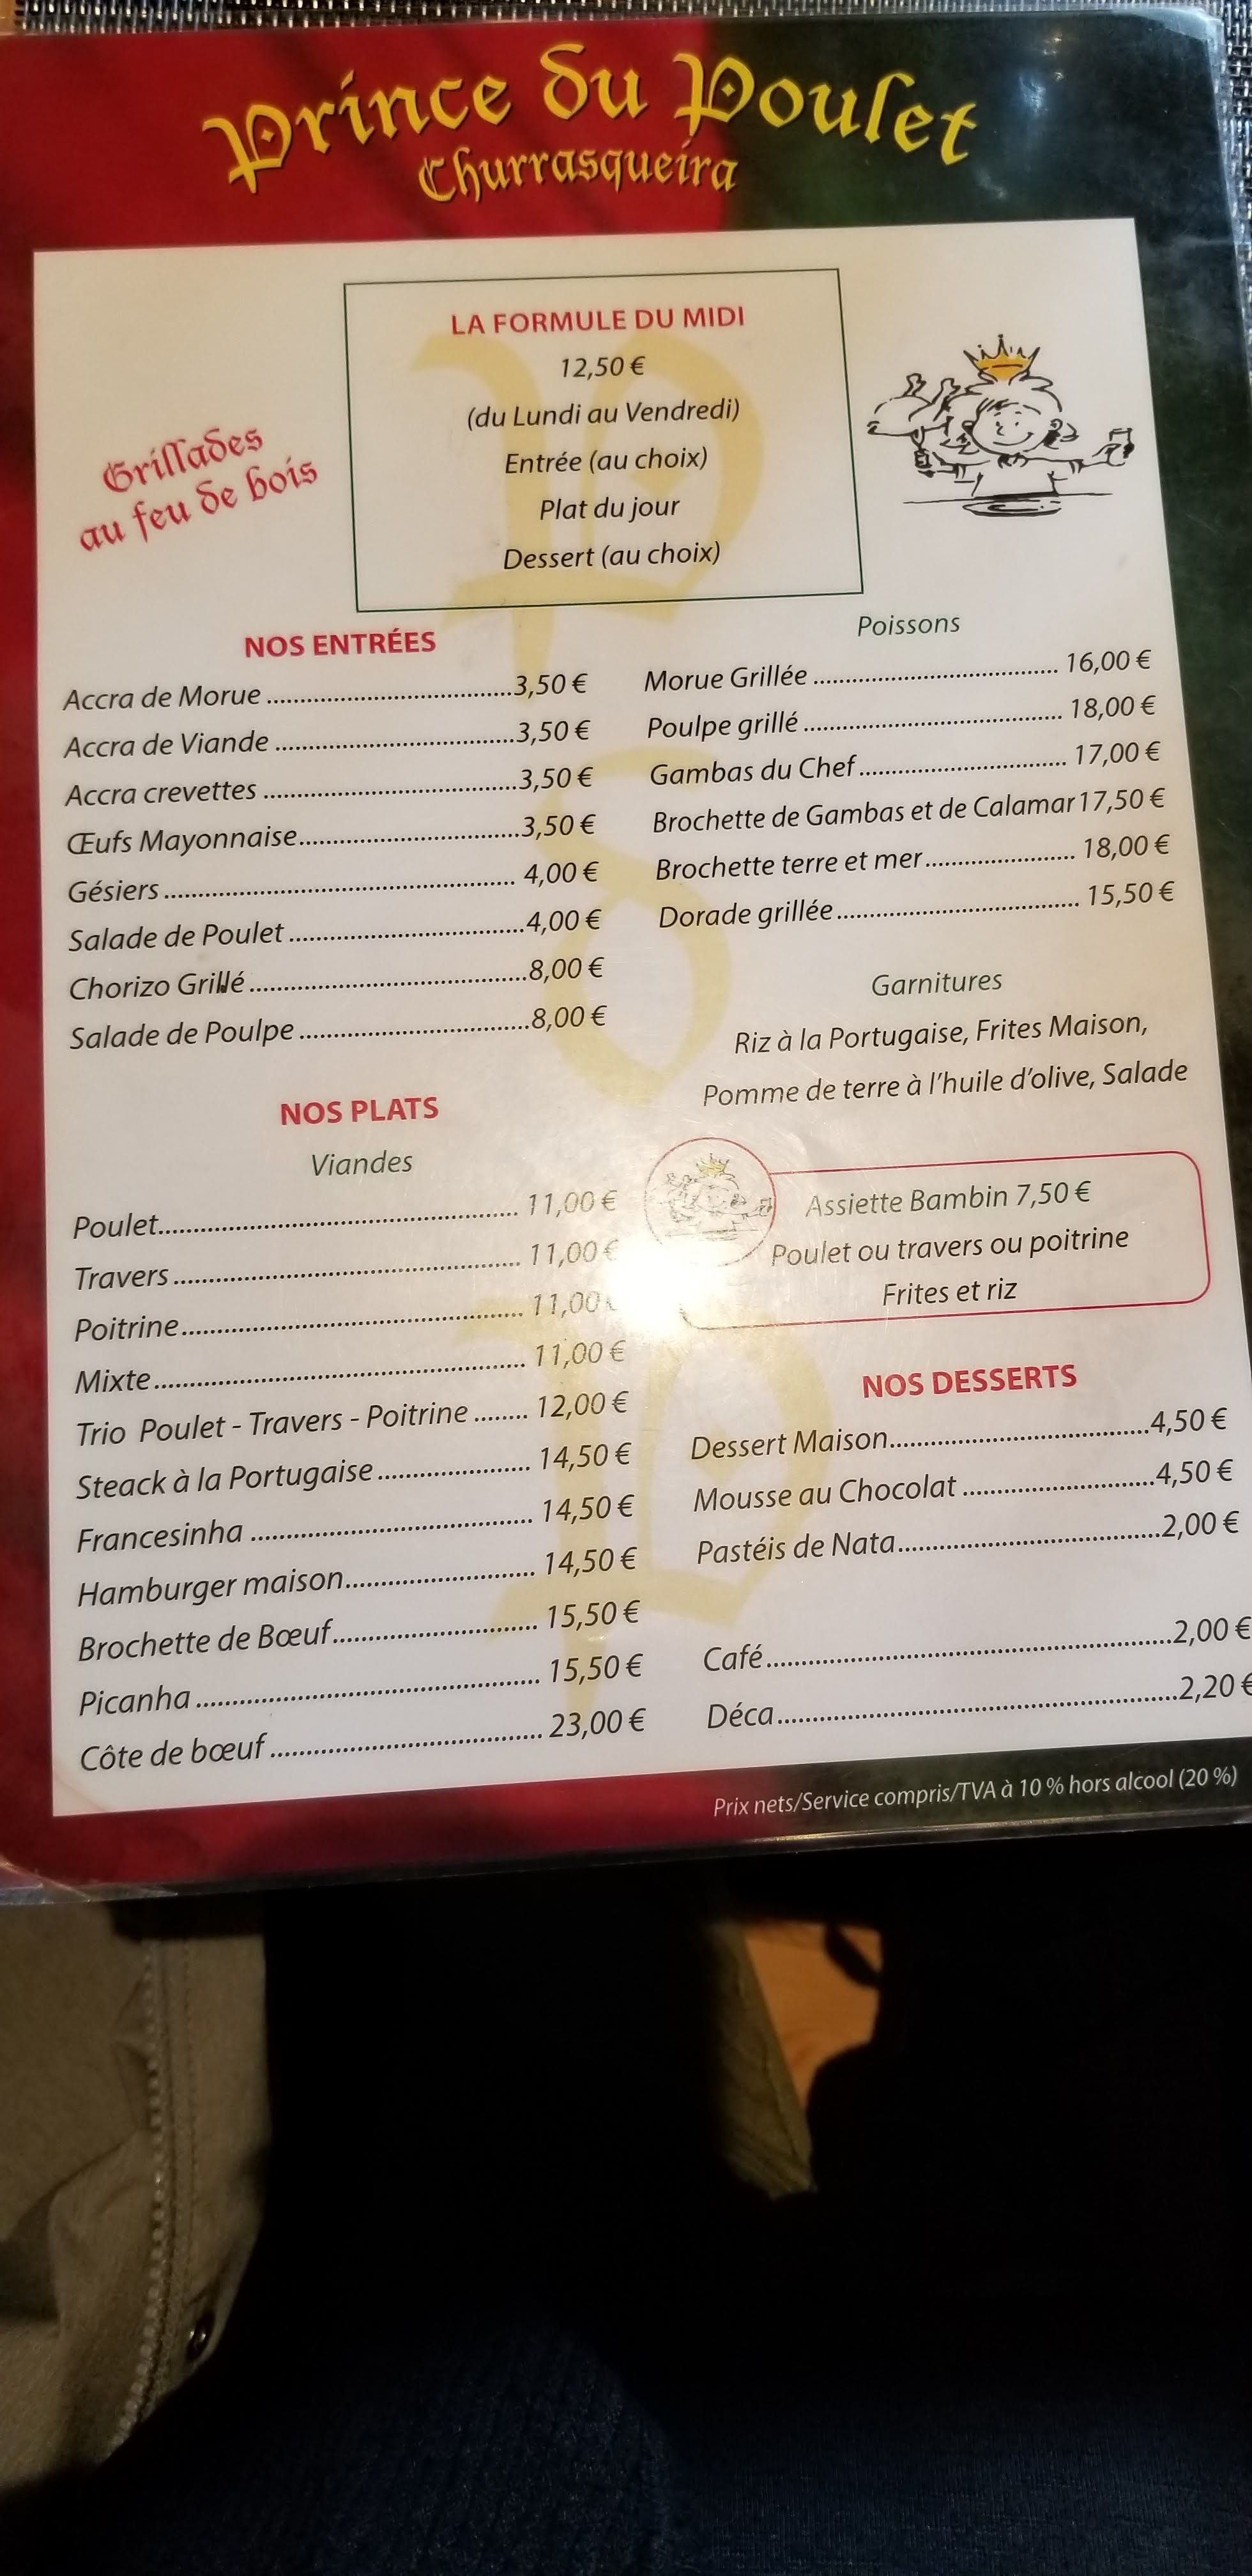 Prince du Poulet
Churrasqueira
Grillades
au feu de bois
LA FORMULE DU MIDI
12,50 €
(du Lundi au Vendredi)
Entrée (au choix)
Plat du jour
Dessert (au choix)
NOS ENTRÉES
Accra de Morue ................................. 3,50 €
Accra de Viande ................................ 3,50 €
Accra crevettes .................................. 3,50 €
Œufs Mayonnaise.............................. 3,50 €
Gésiers ................................................ 4,00 €
Salade de Poulet ................................ 4,00 €
Chorizo Grillé ...................................... 8,00 €
Salade de Poulpe ............................... 8,00 €
NOS PLATS
Viandes
Poulet................................................. 11,00 €
Travers ............................................... 11,00 €
Poitrine............................................... 11,00 €
Mixte................................................... 11,00 €
Trio Poulet - Travers - Poitrine ........ 12,00 €
Steack à la Portugaise ..................... 14,50 €
Francesinha ....................................... 14,50 €
Hamburger maison.......................... 14,50 €
Brochette de Bœuf............................ 15,50 €
Picanha .............................................. 15,50 €
Côte de bœuf .................................... 23,00 €
Poissons
Morue Grillée ................................... 16,00 €
Poulpe grillé ..................................... 18,00 €
Gambas du Chef .............................. 17,00 €
Brochette de Gambas et de Calamar 17,50 €
Brochette terre et mer ..................... 18,00 €
Dorade grillée ................................... 15,50 €
Garnitures
Riz à la Portugaise, Frites Maison,
Pomme de terre à l'huile d'olive, Salade
Assiette Bambin 7,50 €
Poulet ou travers ou poitrine
Frites et riz
NOS DESSERTS
Dessert Maison.................................. 4,50 €
Mousse au Chocolat ......................... 4,50 €
Pastéis de Nata.................................. 2,00 €
Café..................................................... 2,00 €
Déca.................................................... 2,20 €
Prix nets/Service compris/TVA à 10 % hors alcool (20 %)